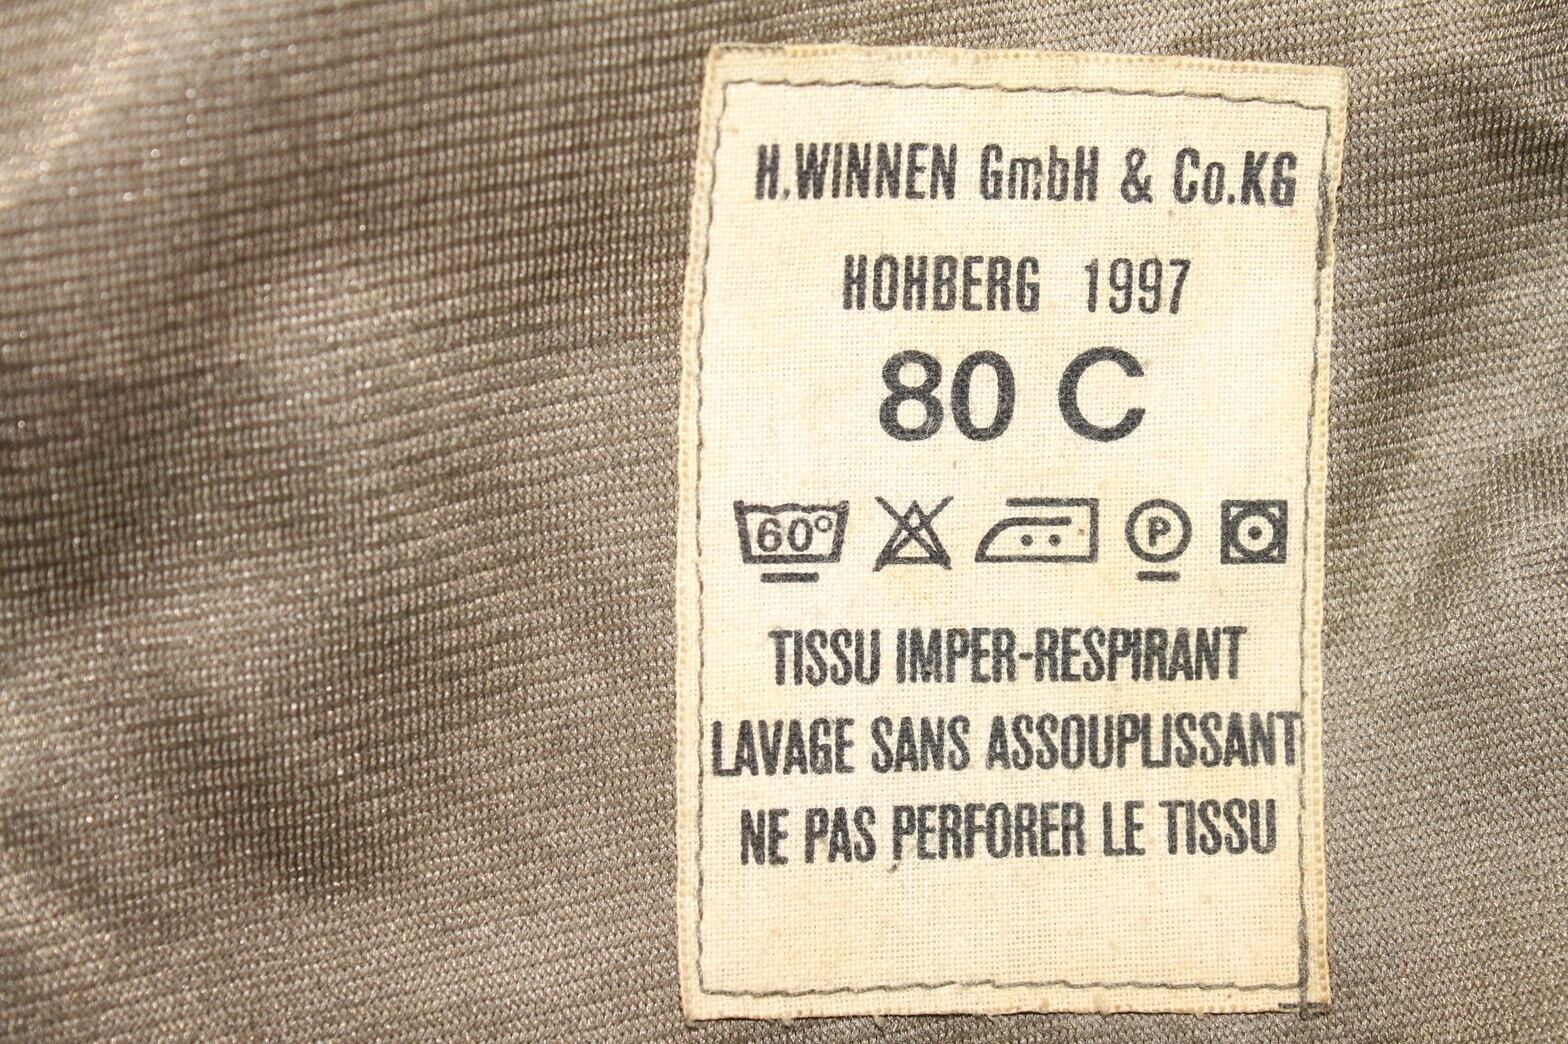 H.WINNEN GmbH & Co.KG
HOHBERG 1997
80 C
60° P
TISSU IMPER-RESPIRANT
LAVAGE SANS ASSOUPLISSANT
NE PAS PERFORER LE TISSU